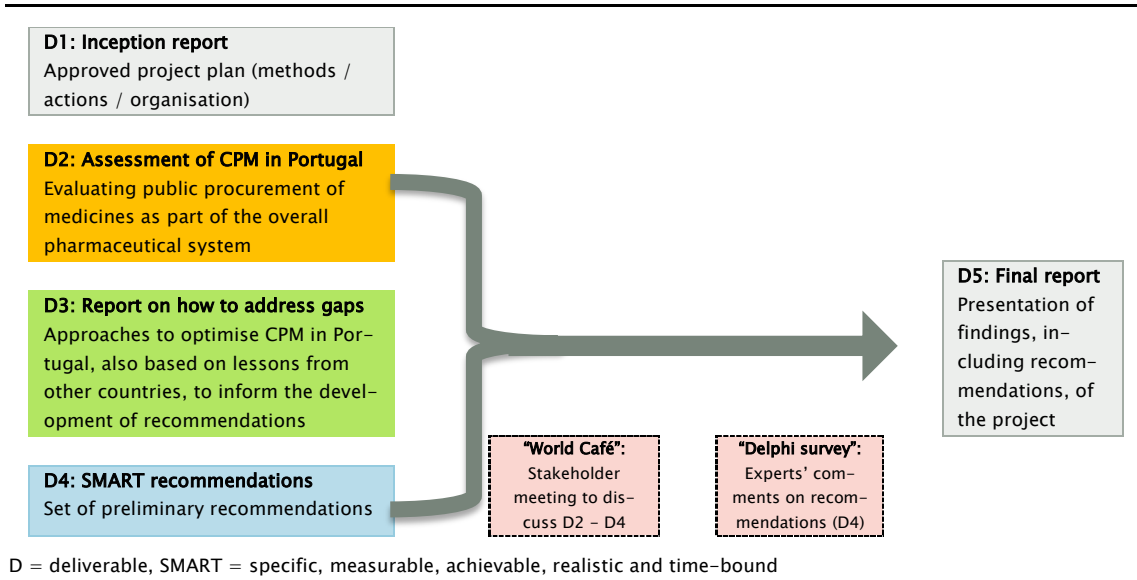 D1: Inception report
Approved project plan (methods /
actions / organisation)
D2: Assessment of CPM in Portugal
Evaluating public procurement of
medicines as part of the overall
pharmaceutical system
D3: Report on how to address gaps
Approaches to optimise CPM in Por–
tugal, also based on lessons from
other countries, to inform the devel–
opment of recommendations
D4: SMART recommendations
Set of preliminary recommendations
"World Café":
Stakeholder
meeting to dis–
cuss D2 – D4
"Delphi survey":
Experts' com–
ments on recom–
mendations (D4)
D5: Final report
Presentation of
findings, in–
cluding recom–
mendations, of
the project
D = deliverable, SMART = specific, measurable, achievable, realistic and time–bound